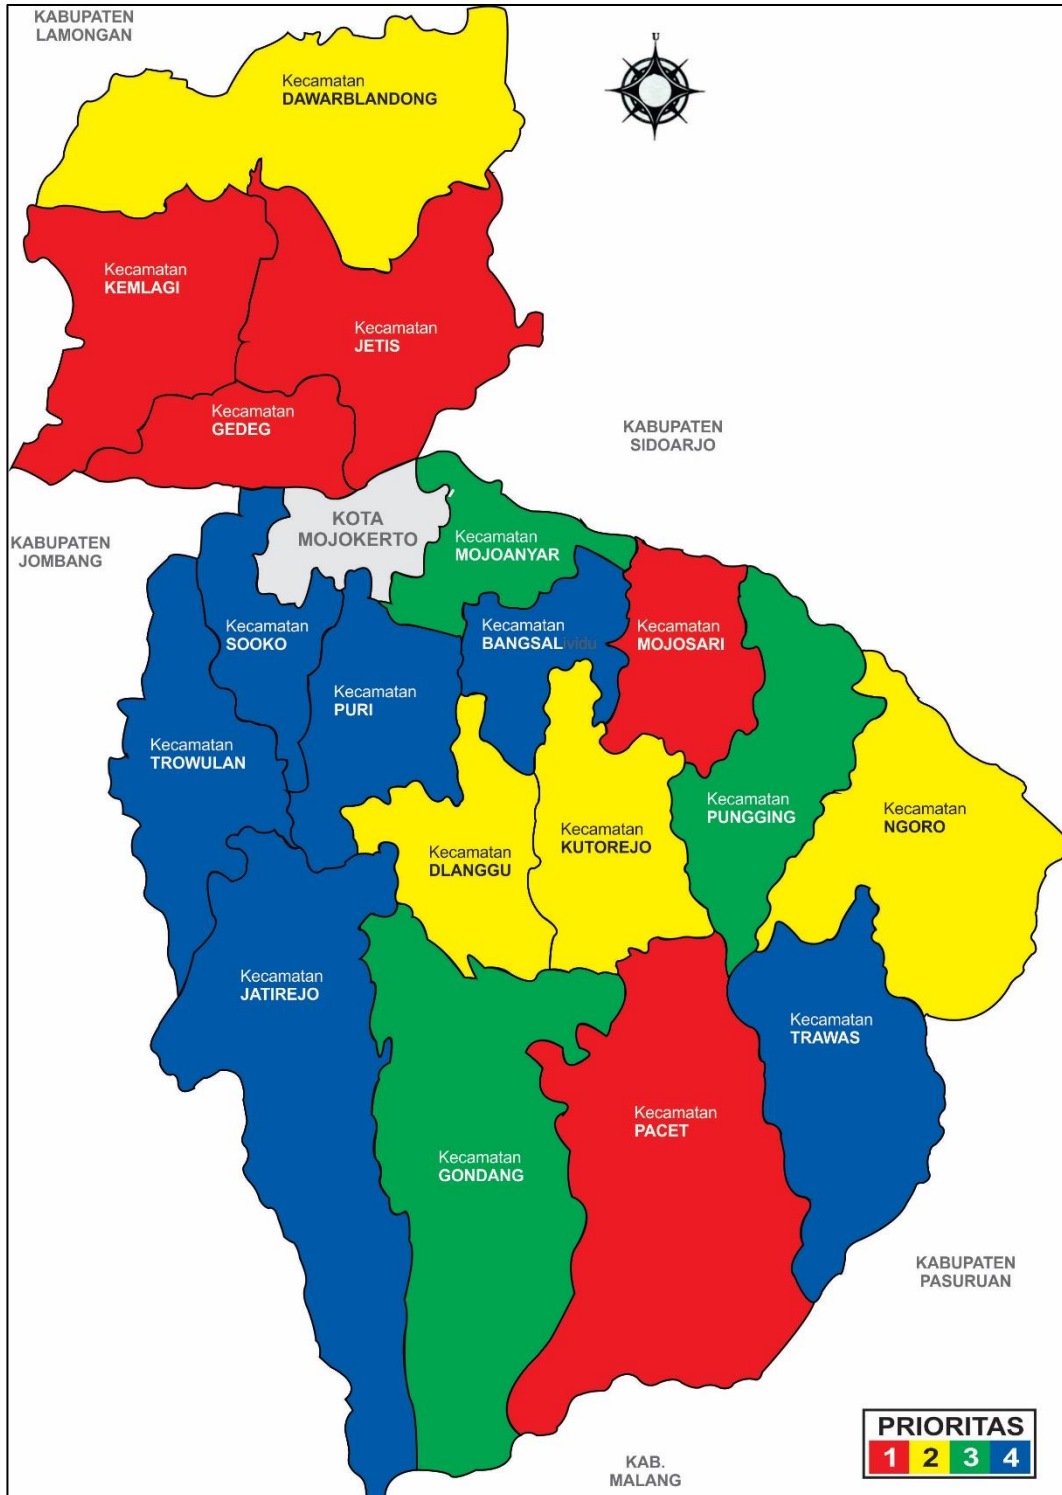 KABUPATEN
LAMONGAN
U
Kecamatan
DAWARBLANDONG
Kecamatan
KEMLAGI
Kecamatan
JETIS
Kecamatan
GEDEG
KABUPATEN
SIDOARJO
KABUPATEN
JOMBANG
KOTA
MOJOKERTO
Kecamatan
MOJOANYAR
Kecamatan
SOOKO
Kecamatan
BANGSALividu
Kecamatan
MOJOSARI
Kecamatan
PURI
Kecamatan
TROWULAN
Kecamatan
PUNGGING
Kecamatan
NGORO
Kecamatan
KUTOREJO
Kecamatan
DLANGGU
Kecamatan
JATIREJO
Kecamatan
TRAWAS
Kecamatan
PACET
Kecamatan
GONDANG
KABUPATEN
PASURUAN
KAB.
MALANG
PRIORITAS
1 2 3 4